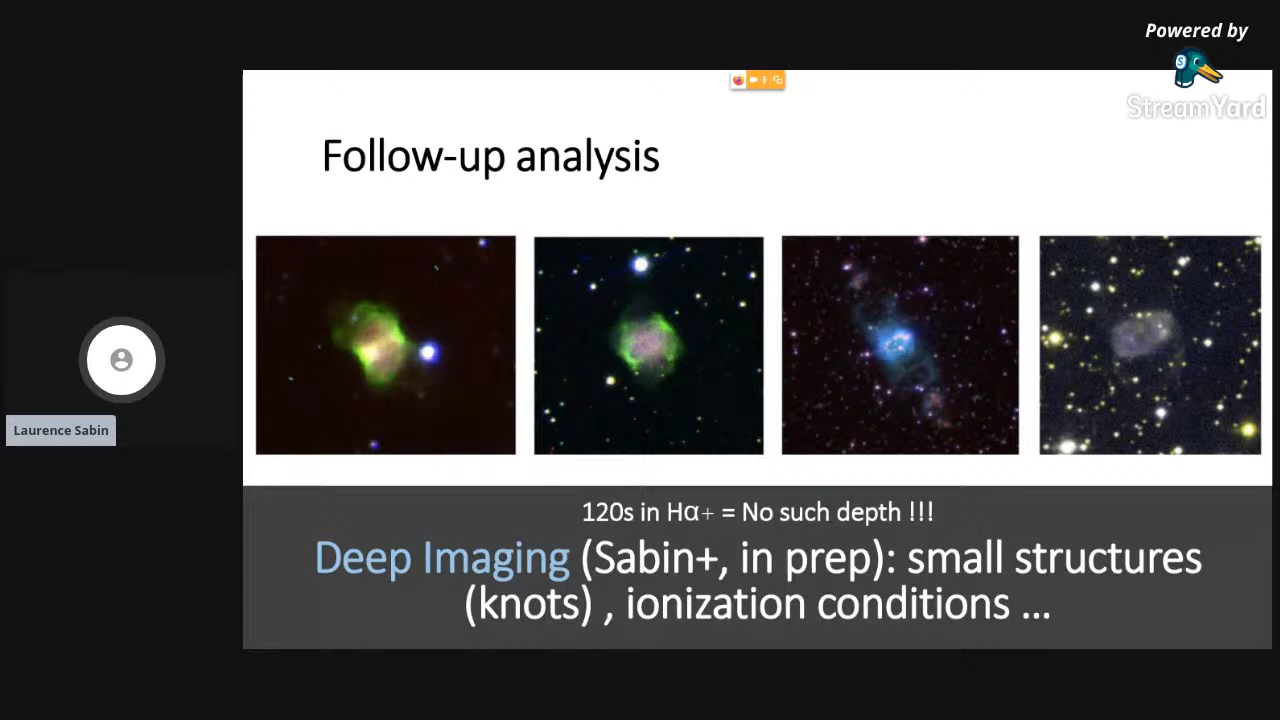 Powered by
StreamYard
Follow-up analysis
Laurence Sabin
120s in Hα+ = No such depth !!!
Deep Imaging (Sabin+, in prep): small structures
(knots) , ionization conditions ...